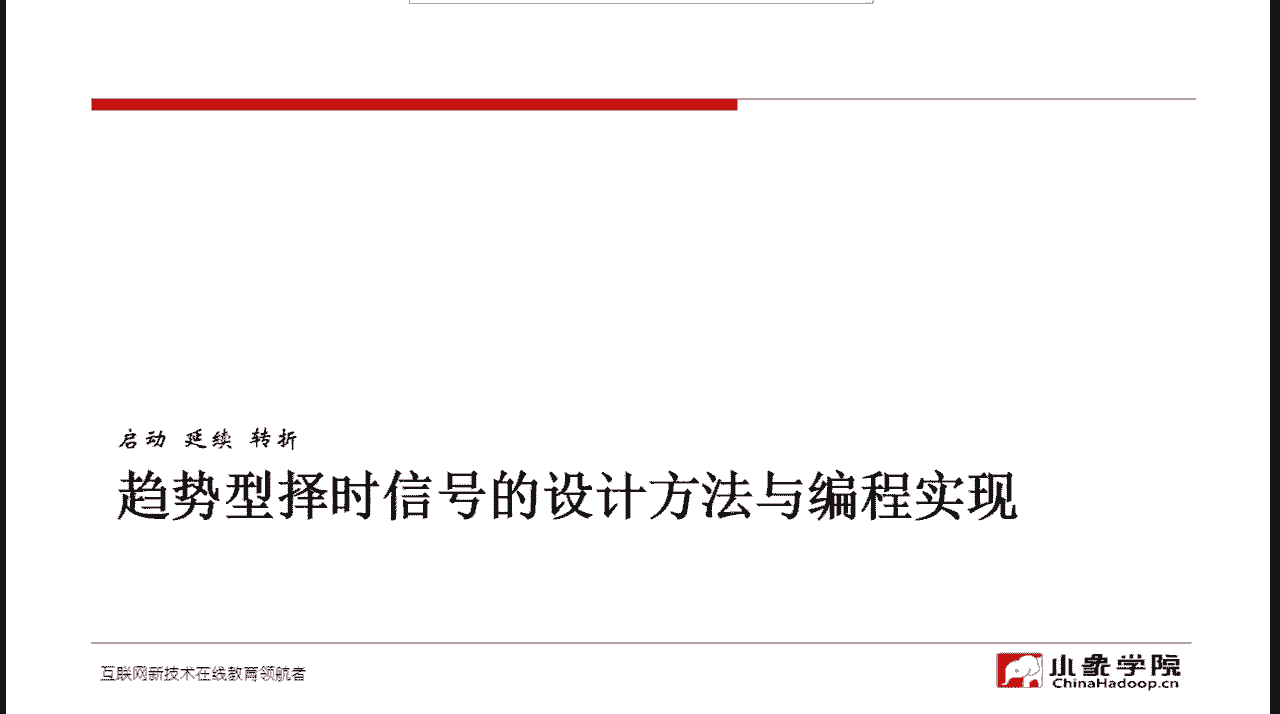 启动 延续 转折
趋势型择时信号的设计方法与编程实现
互联网新技术在线教育领航者
小象学院
ChinaHadoop.cn